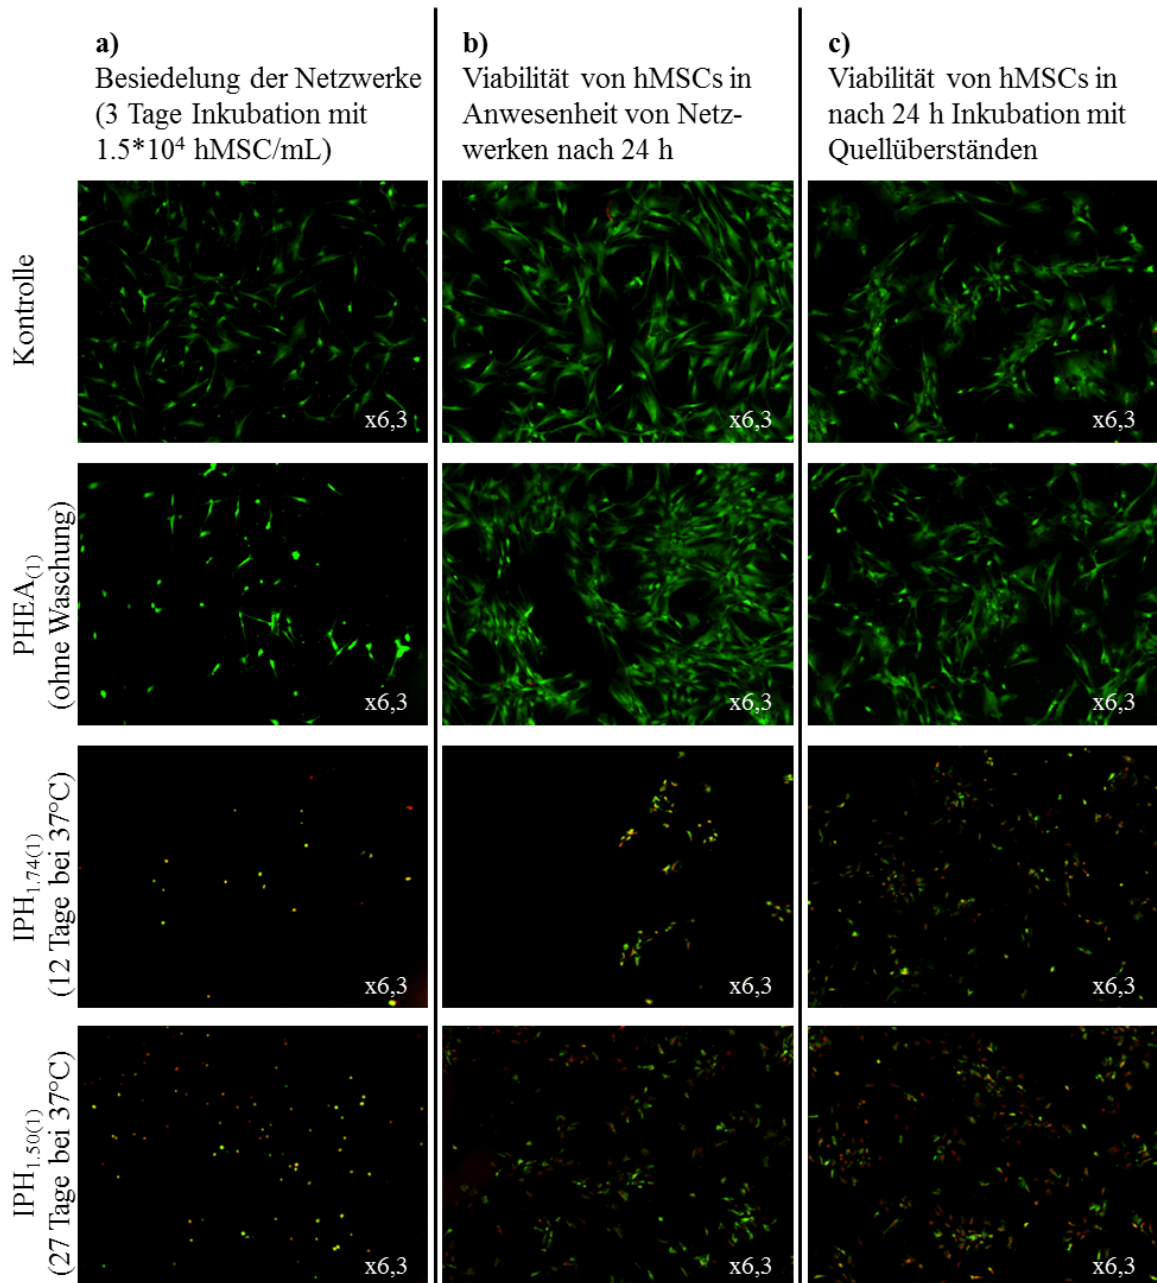 a)
Besiedelung der Netzwerke
(3 Tage Inkubation mit
1.5*10⁴ hMSC/mL)
b)
Viabilität von hMSCs in
Anwesenheit von Netz-
werken nach 24 h
c)
Viabilität von hMSCs in
nach 24 h Inkubation mit
Quellüberständen
Kontrolle
x6,3
x6,3
x6,3
PHEA₍₁₎
(ohne Waschung)
x6,3
x6,3
x6,3
IPH₁.₇₄₍₁₎
(12 Tage bei 37°C)
x6,3
x6,3
x6,3
IPH₁.₅₀₍₁₎
(27 Tage bei 37°C)
x6,3
x6,3
x6,3